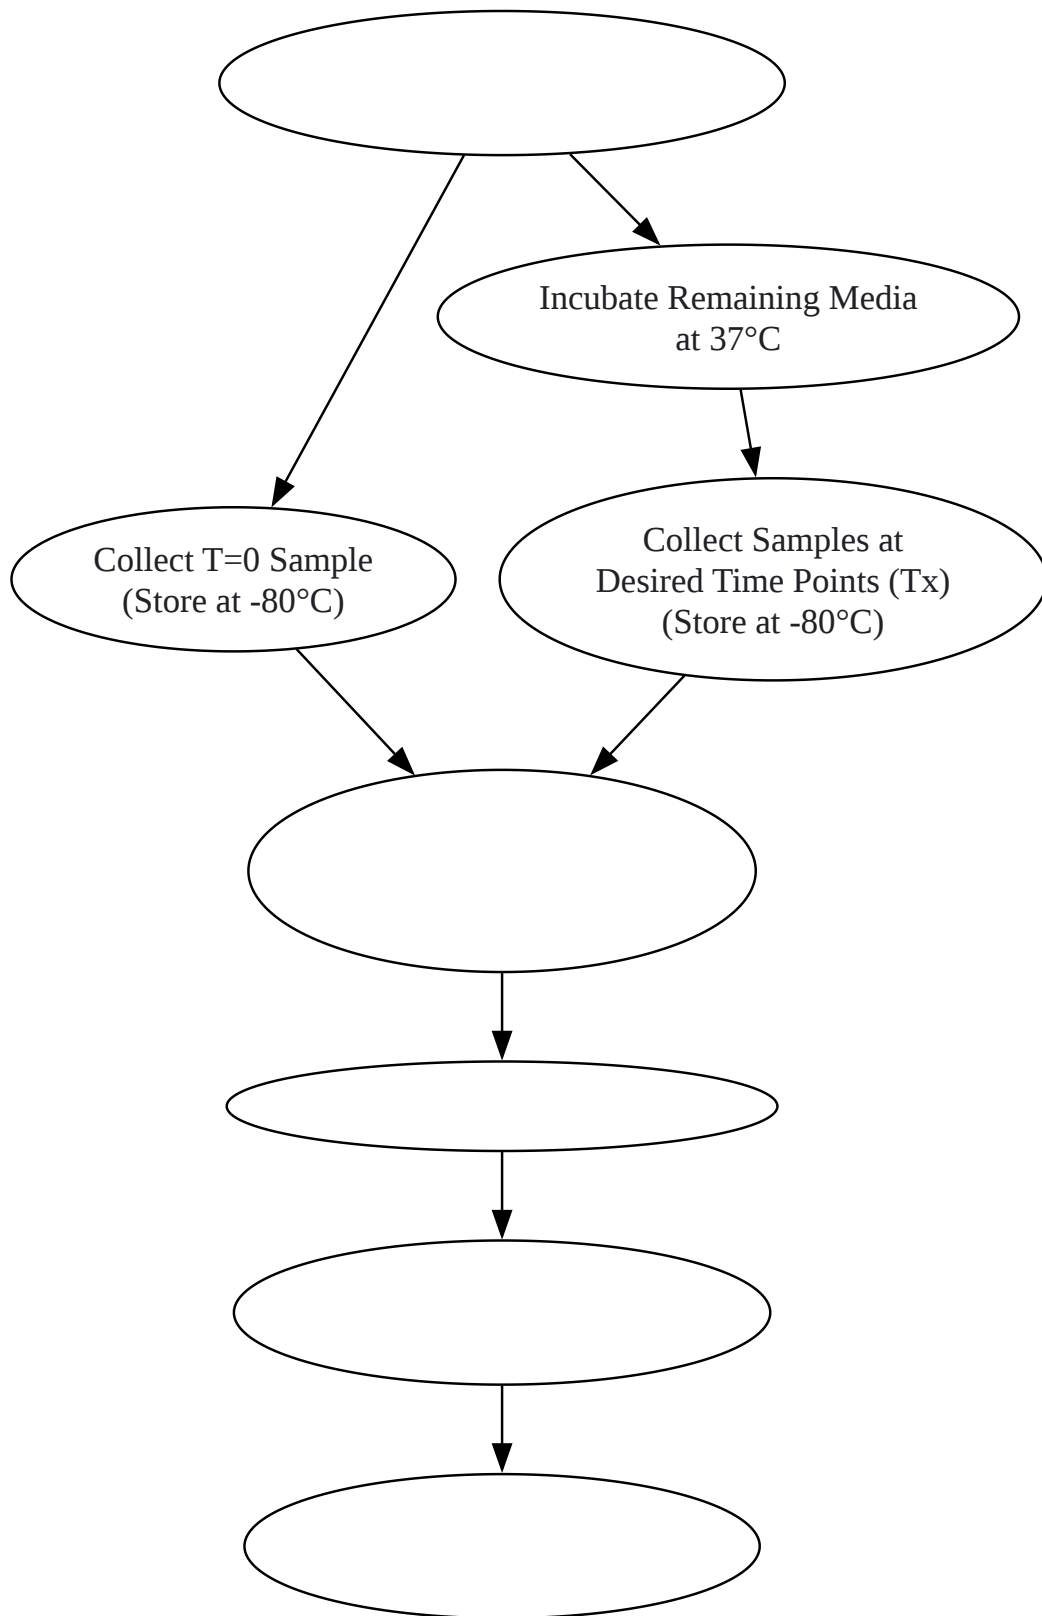 Incubate Remaining Media
at 37°C
Collect T=0 Sample
(Store at -80°C)
Collect Samples at
Desired Time Points (Tx)
(Store at -80°C)